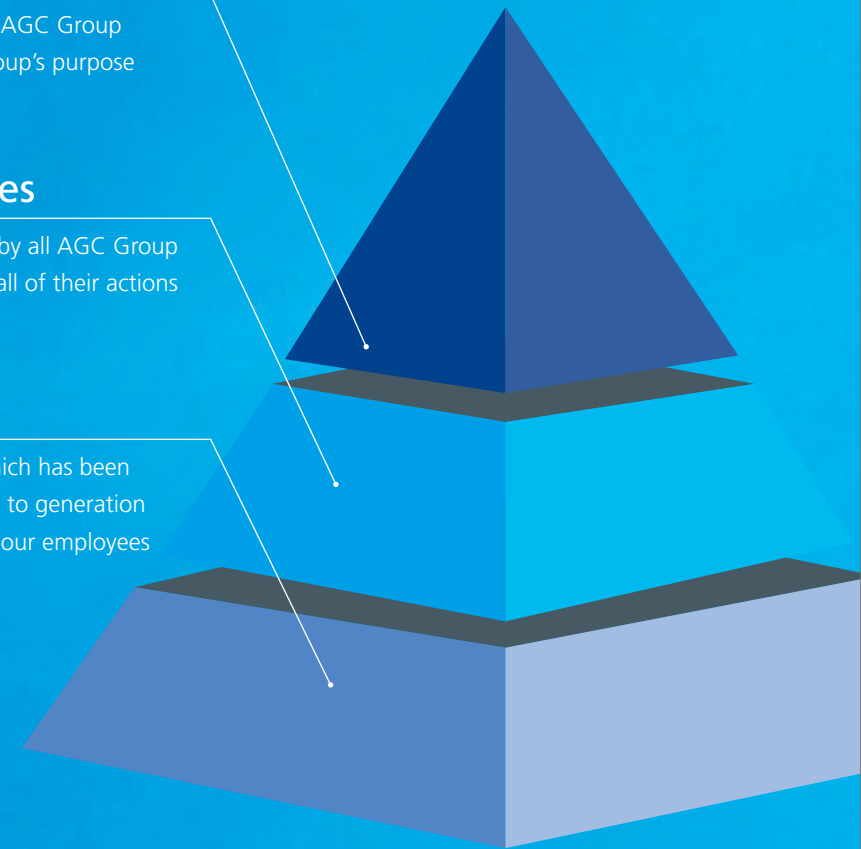 AGC Group
oup's purpose
es
by all AGC Group
all of their actions
ich has been
to generation
our employees